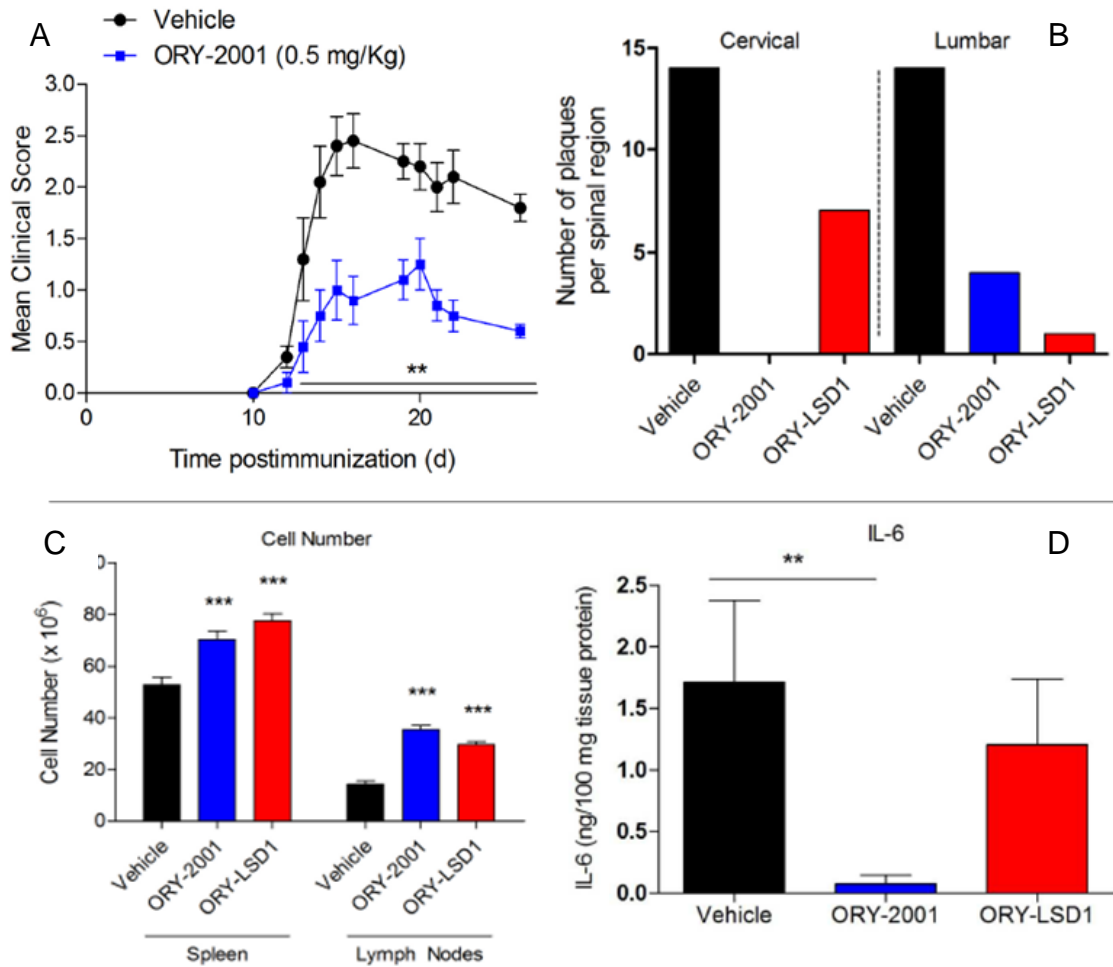 A
Vehicle
ORY-2001 (0.5 mg/Kg)
Mean Clinical Score
3.0
2.5
2.0
1.5
1.0
0.5
0.0
**
0 10 20
Time postimmunization (d)
B
Cervical Lumbar
Number of plaques
per spinal region
15
10
5
0
Vehicle ORY-2001 ORY-LSD1 Vehicle ORY-2001 ORY-LSD1
C
Cell Number
Cell Number (x 10⁶)
0
80
60
40
20
0
*** *** *** ***
Vehicle ORY-2001 ORY-LSD1 Vehicle ORY-2001 ORY-LSD1
Spleen Lymph Nodes
D
IL-6
IL-6 (ng/100 mg tissue protein)
2.5
2.0
1.5
1.0
0.5
0.0
**
Vehicle ORY-2001 ORY-LSD1